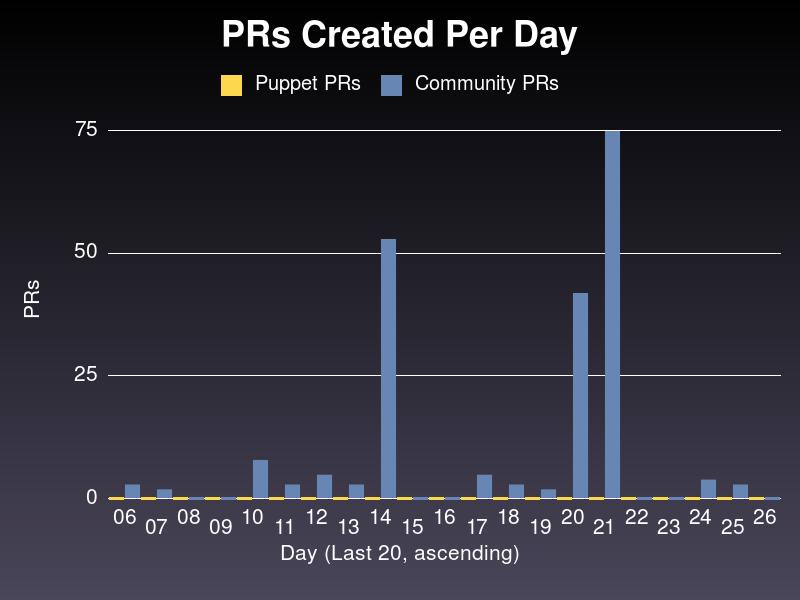 PRs Created Per Day
Puppet PRs Community PRs
75
50
25
0
PRs
06 07 08 09 10 11 12 13 14 15 16 17 18 19 20 21 22 23 24 25 26
Day (Last 20, ascending)